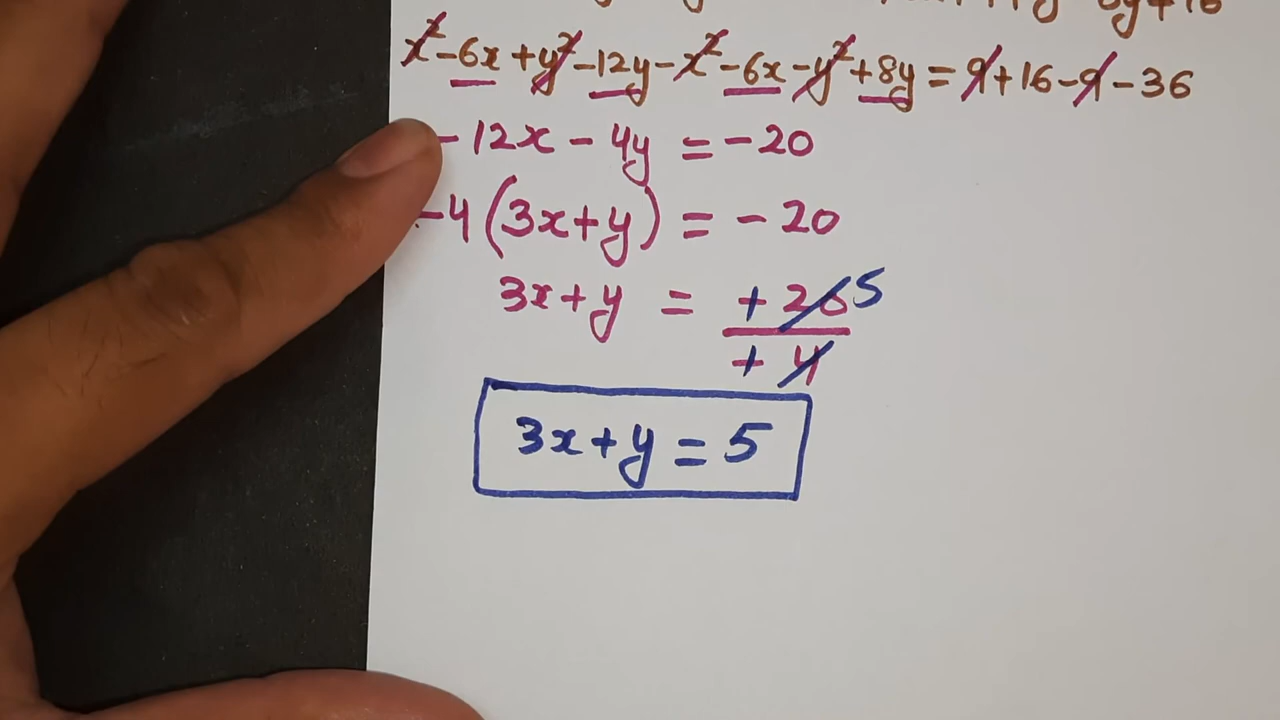 x² - 6x + y² - 12y - x² - 6x - y² + 8y = 9 + 16 - 9 - 36
- 12x - 4y = - 20
- 4 (3x + y) = - 20
3x + y = + 20 5
+ 4
3x + y = 5